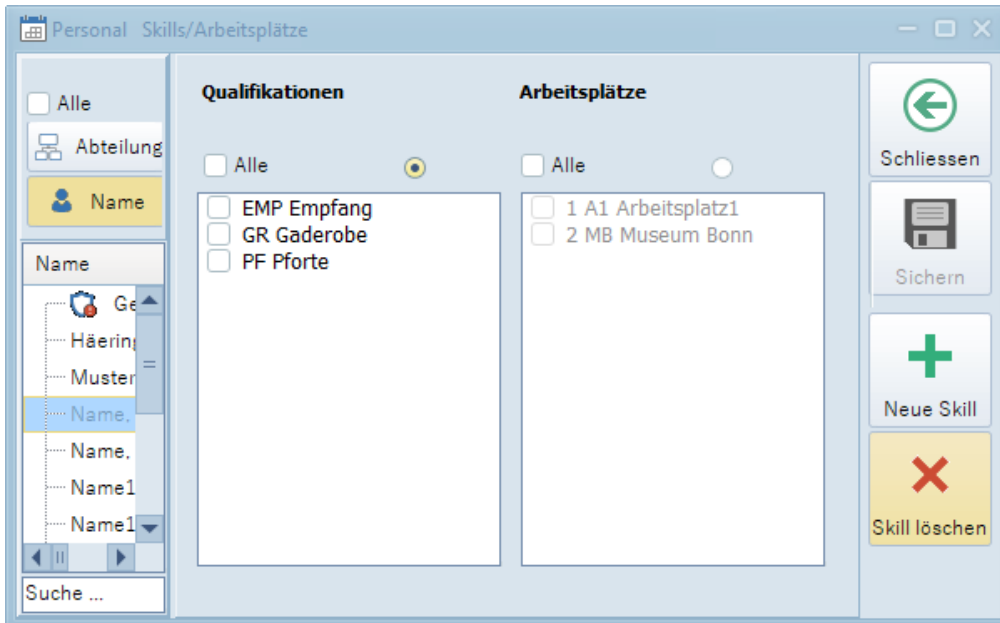 Personal Skills/Arbeitsplätze
Alle
Abteilung
Name
Name
Ge
Häering
Muster
Name,
Name,
Name1
Name1
Suche ...
Qualifikationen
Alle
EMP Empfang
GR Gaderobe
PF Pforte
Arbeitsplätze
Alle
1 A1 Arbeitsplatz1
2 MB Museum Bonn
Schliessen
Sichern
Neue Skill
Skill löschen